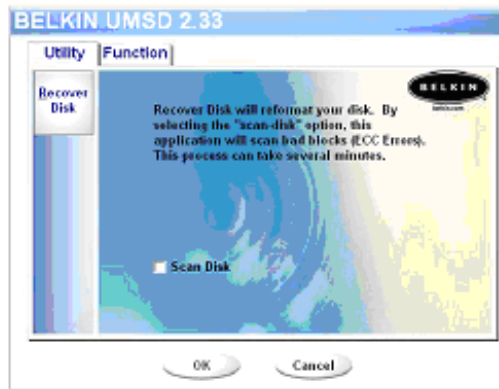 BELKIN UMSD 2.33
Utility Function
Recover
Disk
BELKIN
Recover Disk will reformat your disk. By
selecting the "scan-disk" option, this
application will scan bad blocks (ECC Errors).
This process can take several minutes.
Scan Disk
OK Cancel